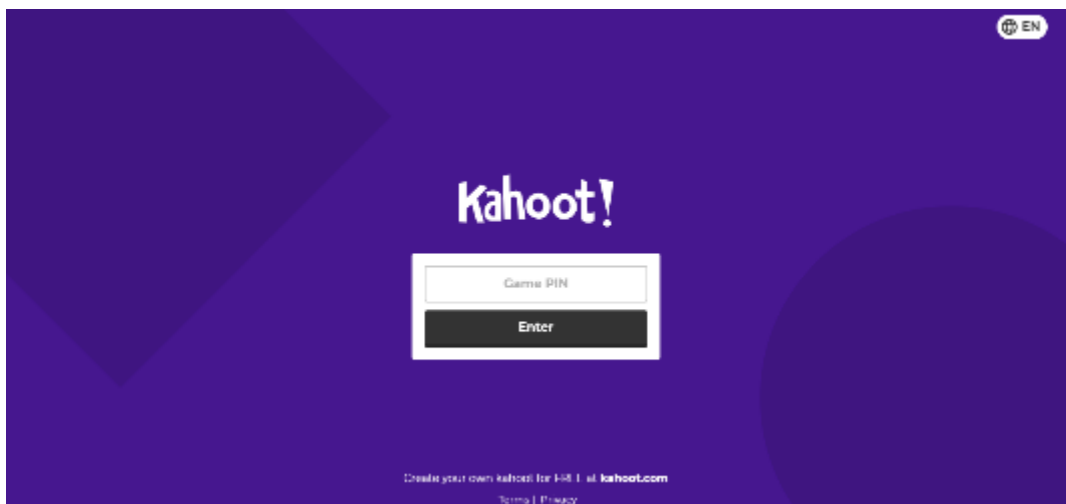 EN
Kahoot!
Game PIN
Enter
Create your own kahoot for FREE at kahoot.com
Terms | Privacy